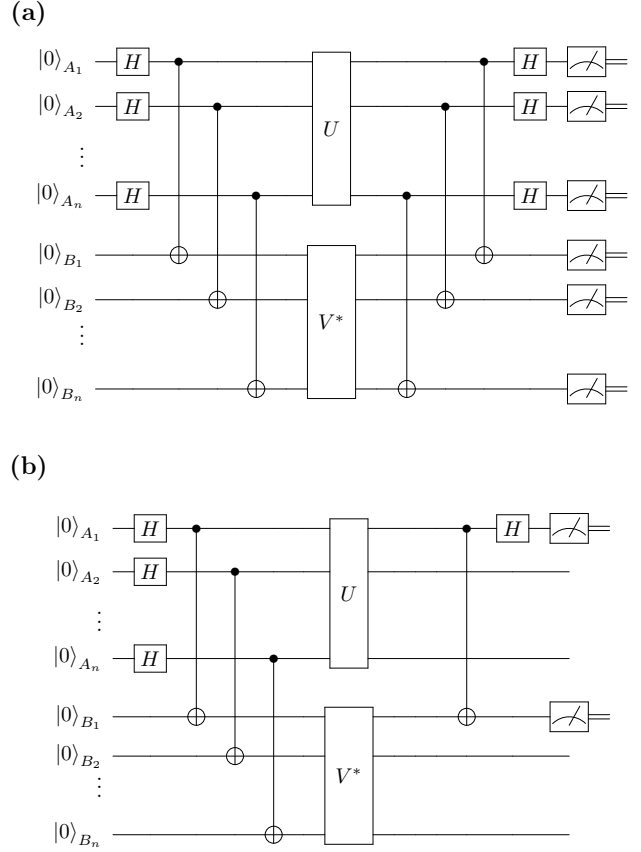 (a)
|0⟩A₁ H H
|0⟩A₂ H H
⋮ U
|0⟩Aₙ H H
|0⟩B₁
|0⟩B₂
⋮ V*
|0⟩Bₙ
(b)
|0⟩A₁ H H
|0⟩A₂ H
⋮ U
|0⟩Aₙ H
|0⟩B₁
|0⟩B₂
⋮ V*
|0⟩Bₙ